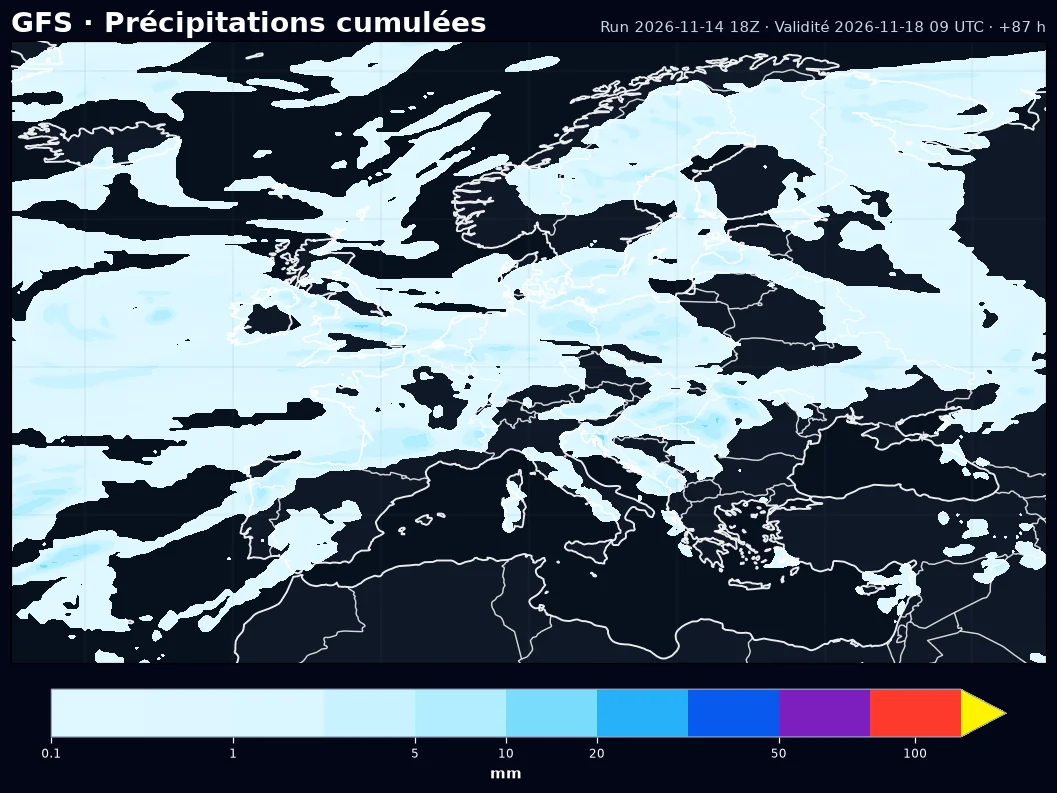 GFS · Précipitations cumulées
Run 2026-11-14 18Z · Validité 2026-11-18 09 UTC · +87 h
0.1 1 5 10 20 50 100
mm